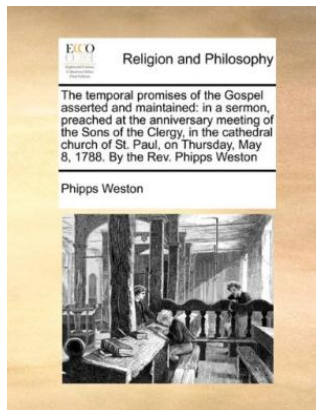 ECCO
Religion and Philosophy
The temporal promises of the Gospel
asserted and maintained: in a sermon,
preached at the anniversary meeting of
the Sons of the Clergy, in the cathedral
church of St. Paul, on Thursday, May
8, 1788. By the Rev. Phipps Weston
Phipps Weston